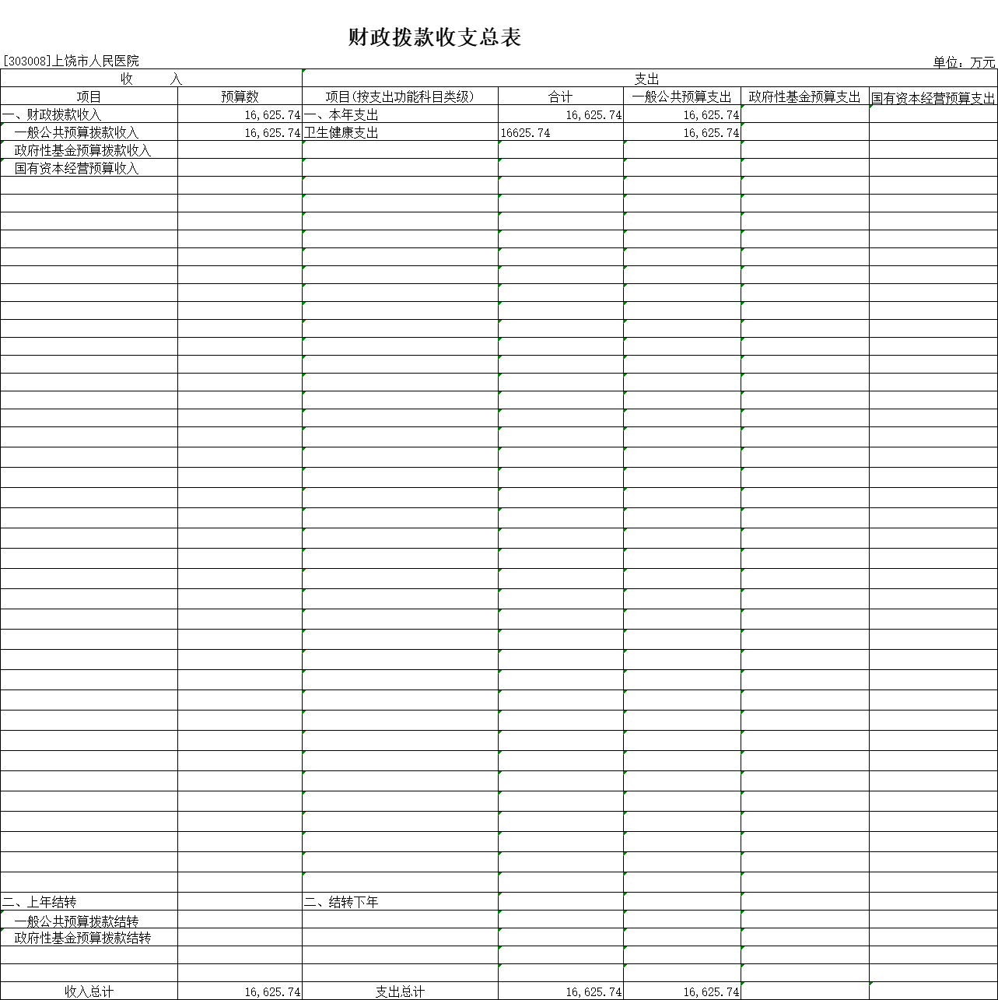 财政拨款收支总表
[303008]上饶市人民医院 单位：万元
收 入 支出
项目 预算数 项目(按支出功能科目类级) 合计 一般公共预算支出 政府性基金预算支出 国有资本经营预算支出
一、财政拨款收入 16,625.74 一、本年支出 16,625.74 16,625.74
一般公共预算拨款收入 16,625.74 卫生健康支出 16625.74 16,625.74
政府性基金预算拨款收入
国有资本经营预算收入
二、上年结转 二、结转下年
一般公共预算拨款结转
政府性基金预算拨款结转
收入总计 16,625.74 支出总计 16,625.74 16,625.74